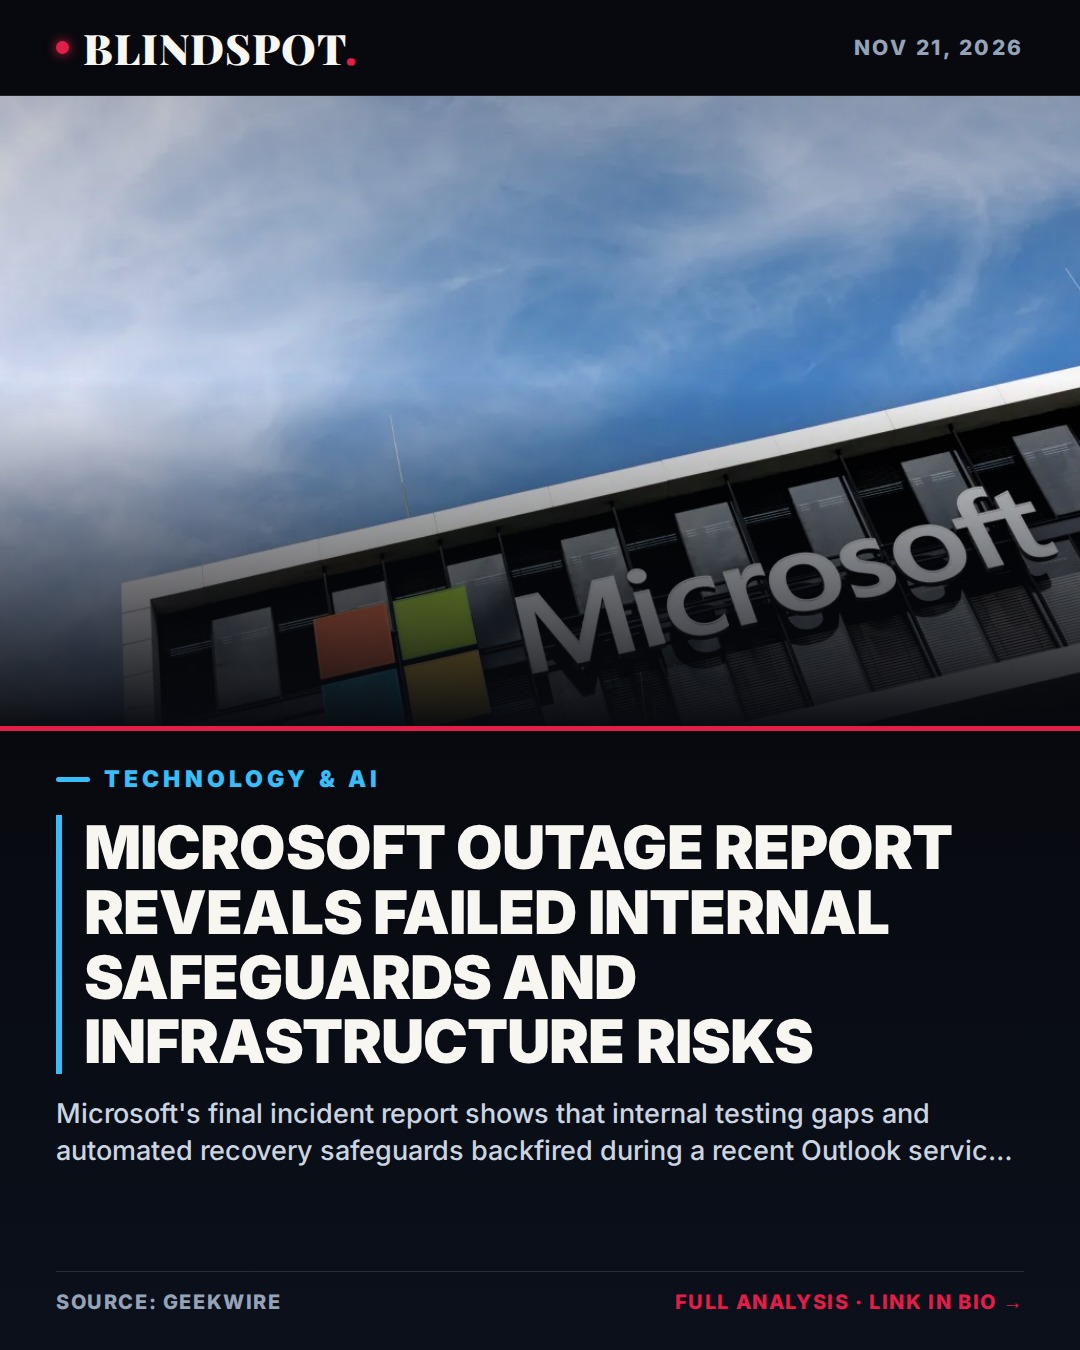 BLINDSPOT.
NOV 21, 2026
Microsoft
TECHNOLOGY & AI
MICROSOFT OUTAGE REPORT
REVEALS FAILED INTERNAL
SAFEGUARDS AND
INFRASTRUCTURE RISKS
Microsoft's final incident report shows that internal testing gaps and
automated recovery safeguards backfired during a recent Outlook servic...
SOURCE: GEEKWIRE
FULL ANALYSIS · LINK IN BIO →